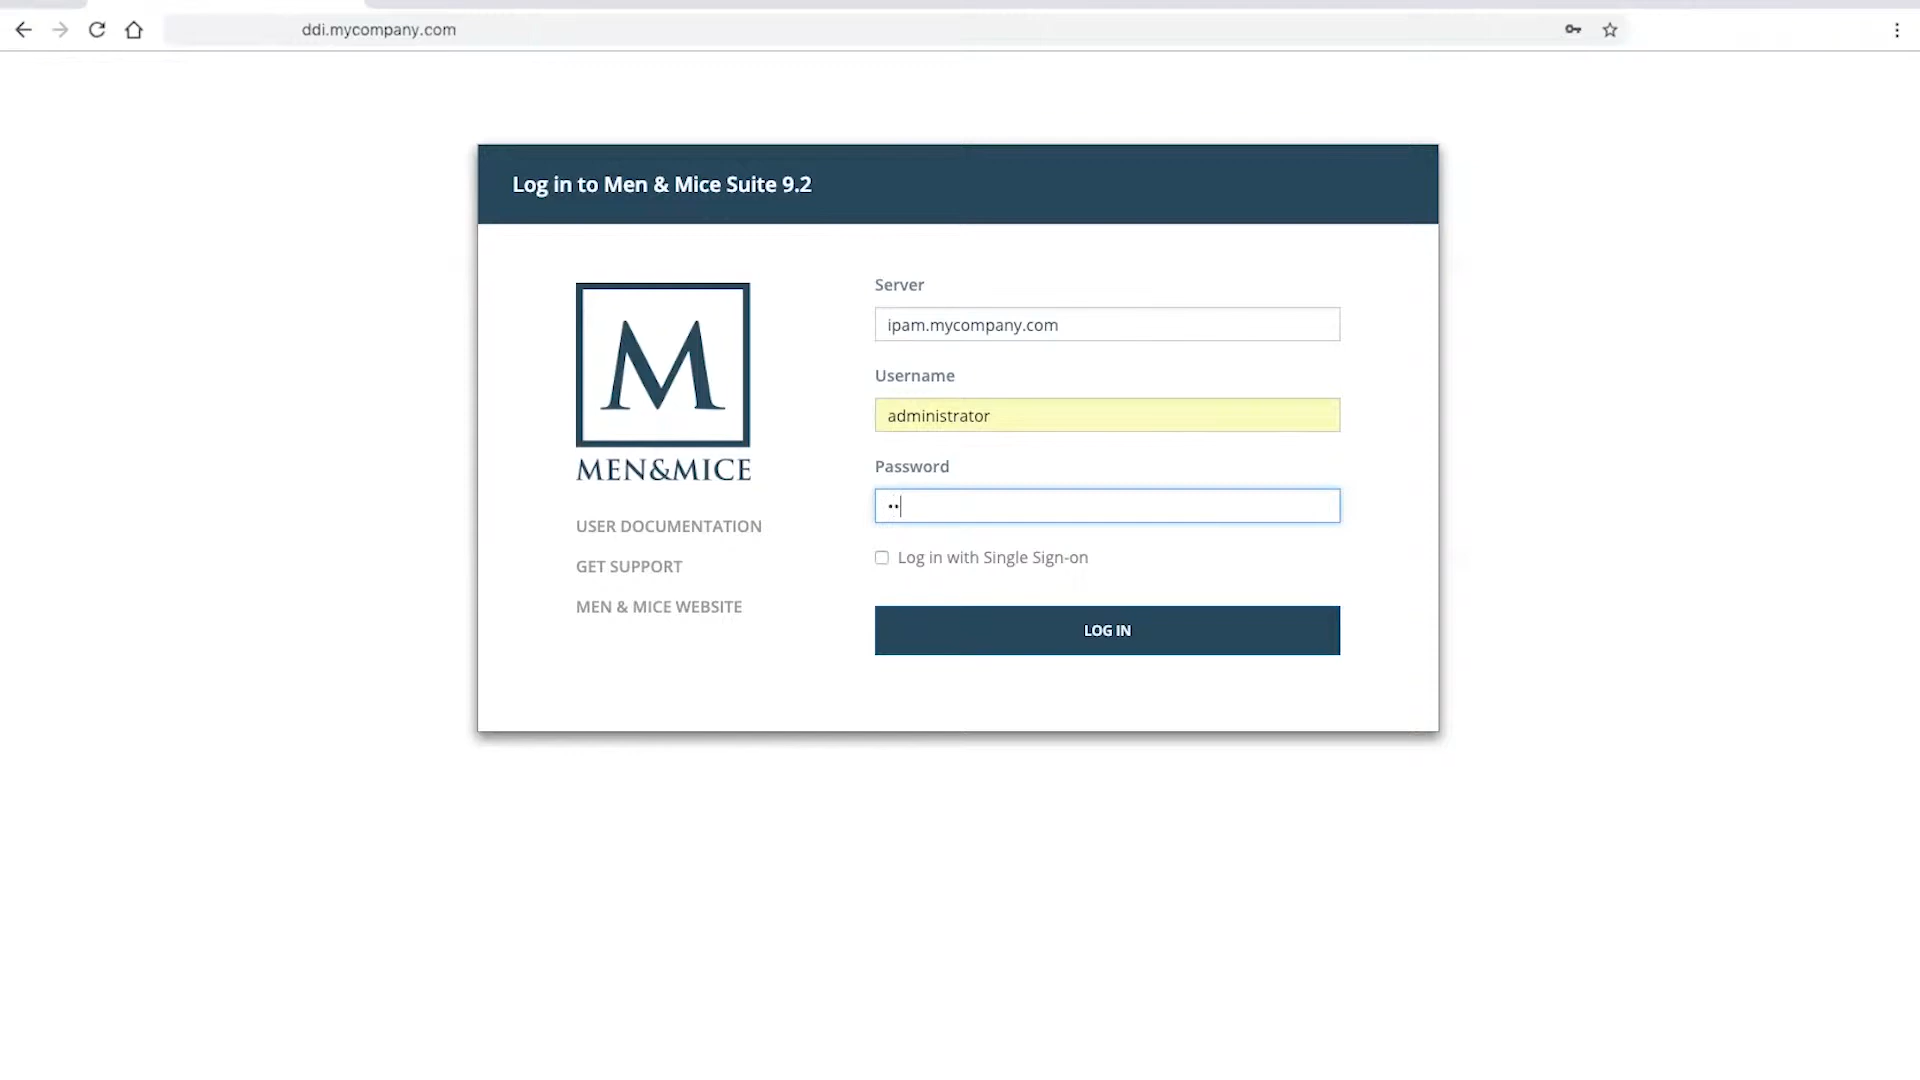 ddi.mycompany.com
Log in to Men & Mice Suite 9.2
M
MEN&MICE
USER DOCUMENTATION
GET SUPPORT
MEN & MICE WEBSITE
Server
ipam.mycompany.com
Username
administrator
Password
••
Log in with Single Sign-on
LOG IN